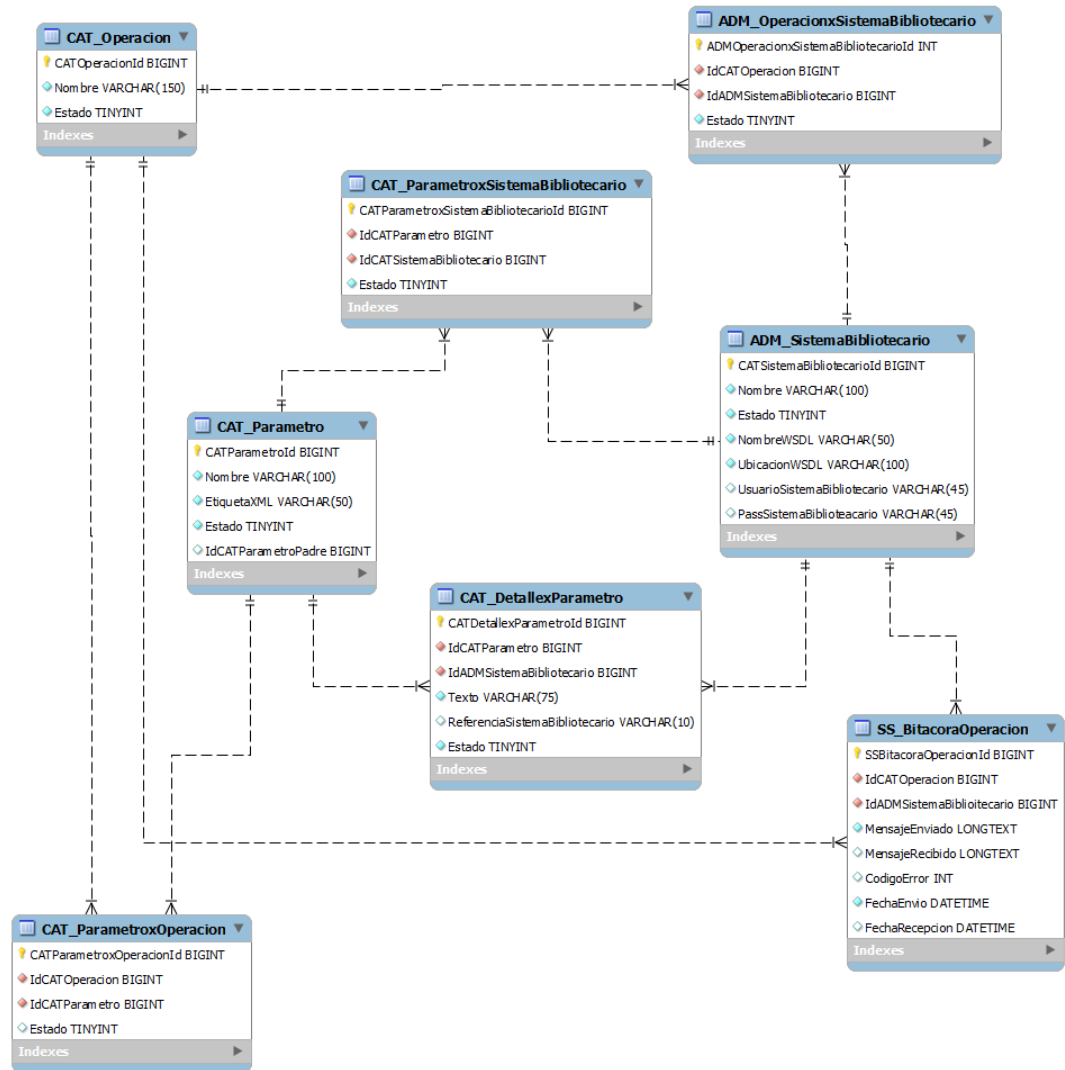 CAT_Operacion
CATOperacionId BIGINT
Nombre VARCHAR(150)
Estado TINYINT
Indexes
ADM_OperacionxSistemaBibliotecario
ADMOperacionxSistemaBibliotecarioId INT
IdCATOperacion BIGINT
IdADMSistemaBibliotecario BIGINT
Estado TINYINT
Indexes
CAT_ParametroxSistemaBibliotecario
CATParametroxSistemaBibliotecarioId BIGINT
IdCATParametro BIGINT
IdCATSistemaBibliotecario BIGINT
Estado TINYINT
Indexes
ADM_SistemaBibliotecario
CATSistemaBibliotecarioId BIGINT
Nombre VARCHAR(100)
Estado TINYINT
NombreWSDL VARCHAR(50)
UbicacionWSDL VARCHAR(100)
UsuarioSistemaBibliotecario VARCHAR(45)
PassSistemaBiblioteacario VARCHAR(45)
Indexes
CAT_Parametro
CATParametroId BIGINT
Nombre VARCHAR(100)
EtiquetaXML VARCHAR(50)
Estado TINYINT
IdCATParametroPadre BIGINT
Indexes
CAT_DetallexParametro
CATDetallexParametroId BIGINT
IdCATParametro BIGINT
IdADMSistemaBibliotecario BIGINT
Texto VARCHAR(75)
ReferenciaSistemaBibliotecario VARCHAR(10)
Estado TINYINT
Indexes
SS_BitacoraOperacion
SSBitacoraOperacionId BIGINT
IdCATOperacion BIGINT
IdADMSistemaBiblioitecario BIGINT
MensajeEnviado LONGTEXT
MensajeRecibido LONGTEXT
CodigoError INT
FechaEnvio DATETIME
FechaRecepcion DATETIME
Indexes
CAT_ParametroxOperacion
CATParametroxOperacionId BIGINT
IdCATOperacion BIGINT
IdCATParametro BIGINT
Estado TINYINT
Indexes